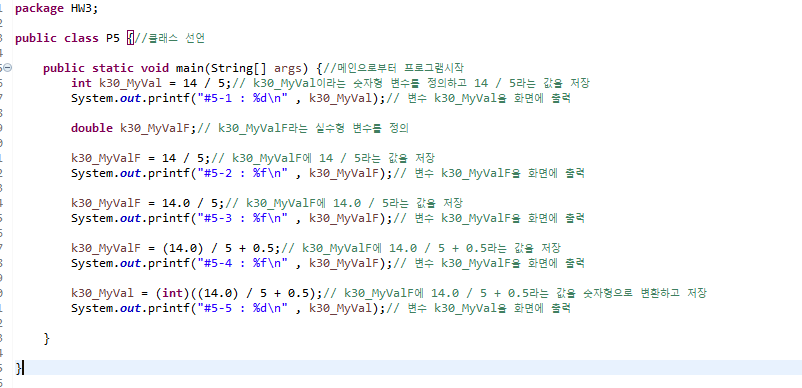 package HW3;
public class P5 {//클래스 선언
public static void main(String[] args) {//메인으로부터 프로그램시작
int k30_MyVal = 14 / 5;// k30_MyVal이라는 숫자형 변수를 정의하고 14 / 5라는 값을 저장
System.out.printf("#5-1 : %d\n" , k30_MyVal);// 변수 k30_MyVal을 화면에 출력
double k30_MyValF;// k30_MyValF라는 실수형 변수를 정의
k30_MyValF = 14 / 5;// k30_MyValF에 14 / 5라는 값을 저장
System.out.printf("#5-2 : %f\n" , k30_MyValF);// 변수 k30_MyValF을 화면에 출력
k30_MyValF = 14.0 / 5;// k30_MyValF에 14.0 / 5라는 값을 저장
System.out.printf("#5-3 : %f\n" , k30_MyValF);// 변수 k30_MyValF을 화면에 출력
k30_MyValF = (14.0) / 5 + 0.5;// k30_MyValF에 14.0 / 5 + 0.5라는 값을 저장
System.out.printf("#5-4 : %f\n" , k30_MyValF);// 변수 k30_MyValF을 화면에 출력
k30_MyVal = (int)((14.0) / 5 + 0.5);// k30_MyValF에 14.0 / 5 + 0.5라는 값을 숫자형으로 변환하고 저장
System.out.printf("#5-5 : %d\n" , k30_MyVal);// 변수 k30_MyVal을 화면에 출력
}
}